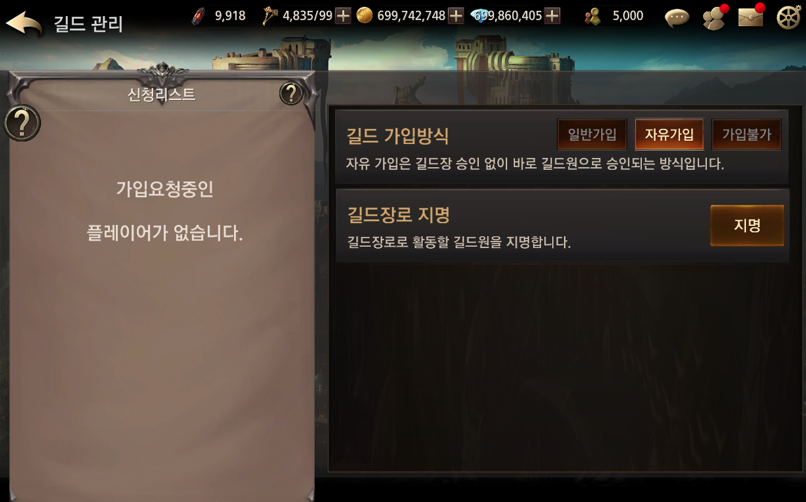 길드 관리
9,918
4,835/99
699,742,748
699,860,405
5,000
신청리스트
?
?
가입요청중인
플레이어가 없습니다.
길드 가입방식
일반가입
자유가입
가입불가
자유 가입은 길드장 승인 없이 바로 길드원으로 승인되는 방식입니다.
길드장로 지명
지명
길드장로로 활동할 길드원을 지명합니다.